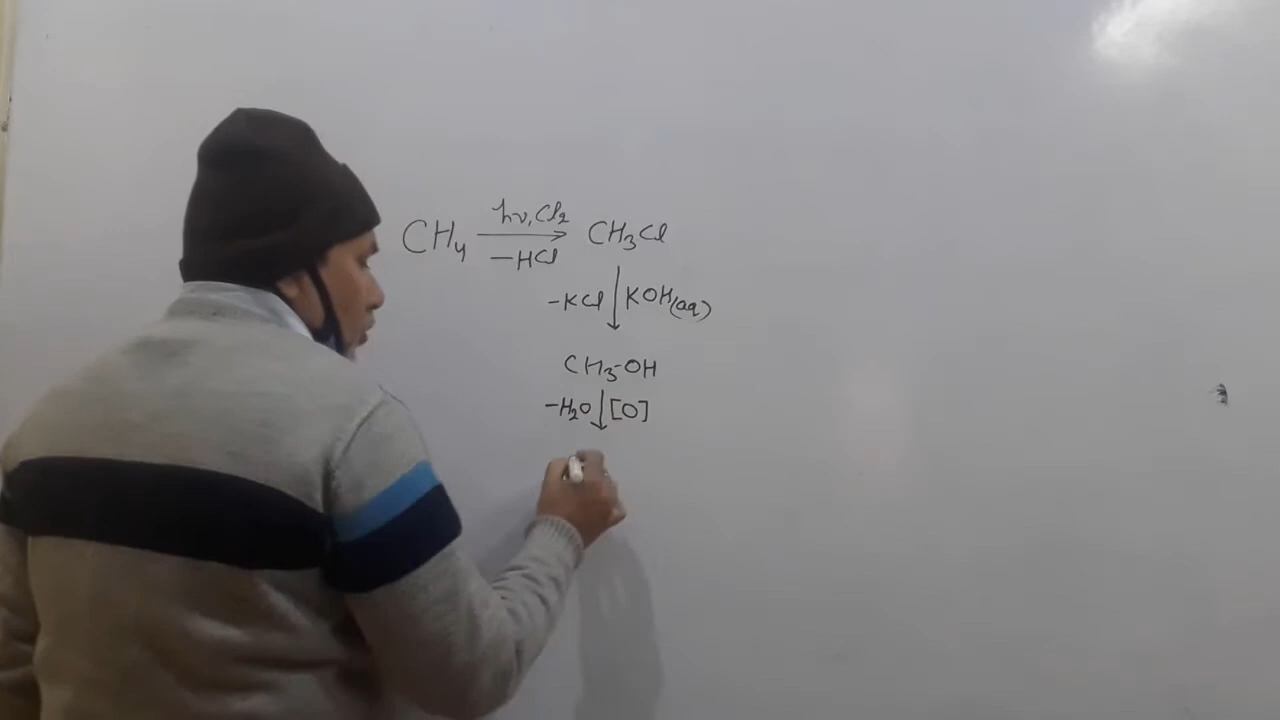 hν, Cl₂
CH₄ ⟶ CH₃Cl
−HCl
-KCl ↓ KOH(aq)
CH₃-OH
−H₂O ↓ [O]